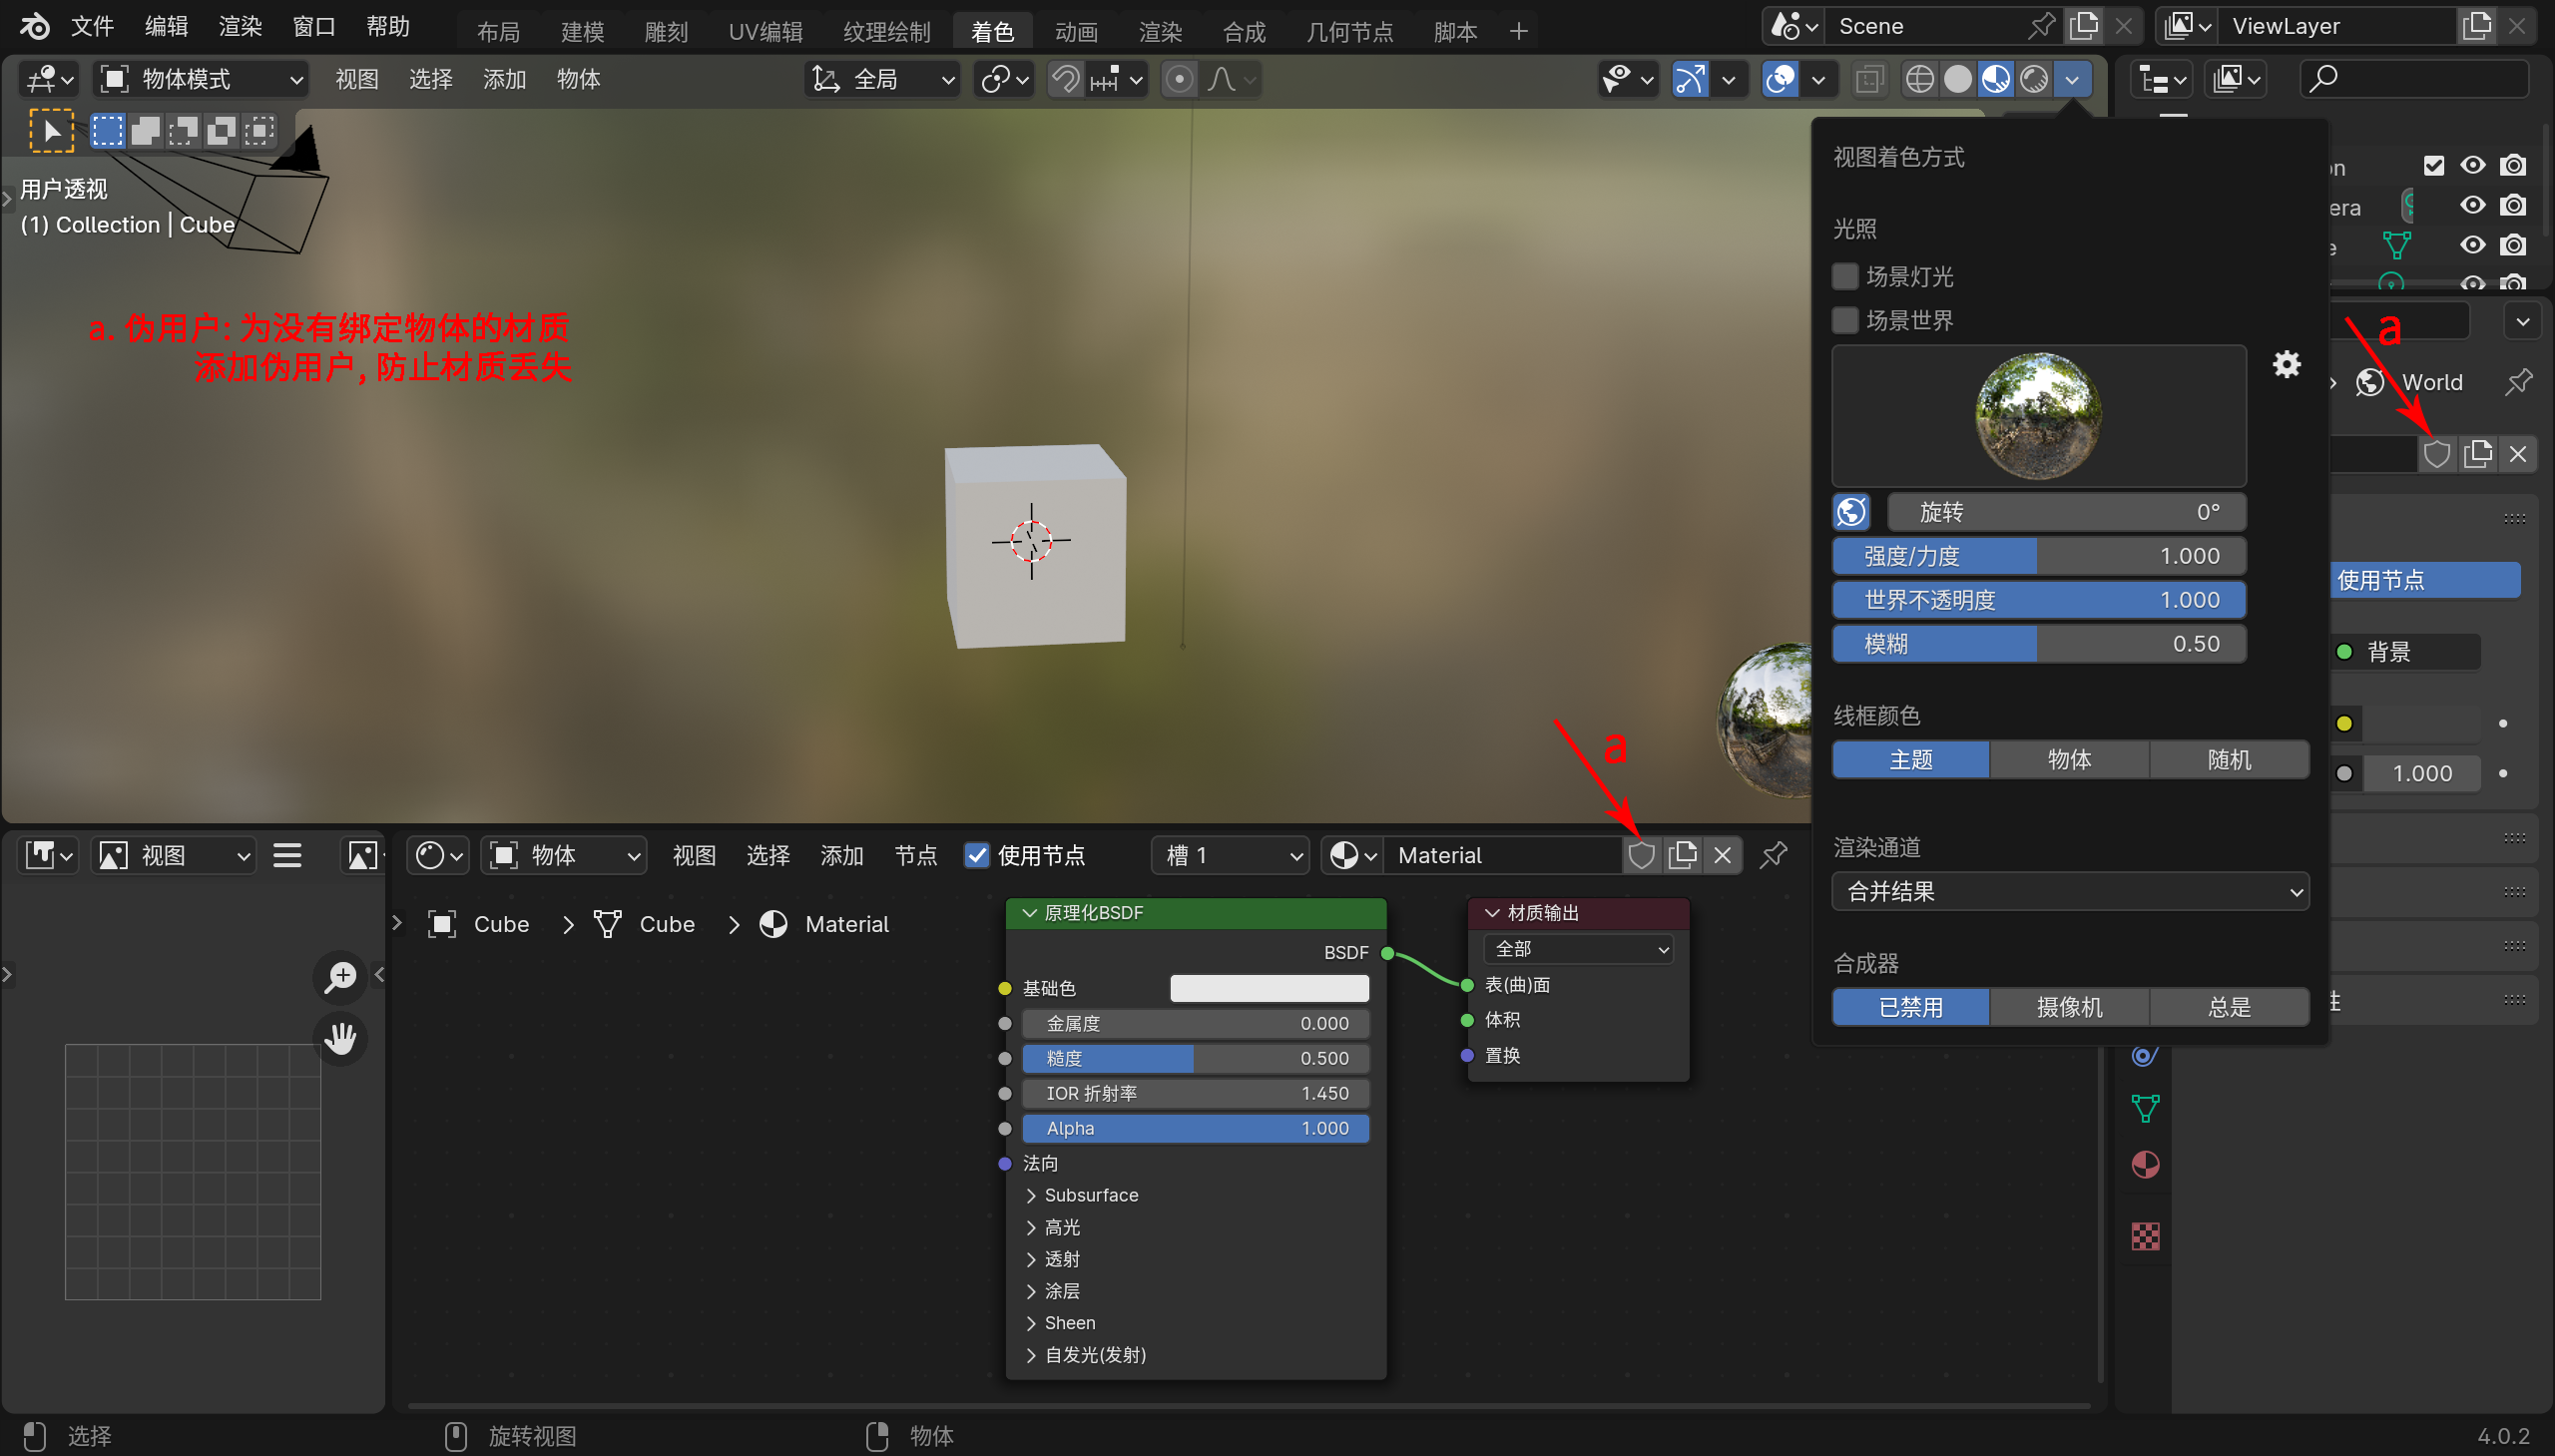 文件 编辑 渲染 窗口 帮助 布局 建模 雕刻 UV编辑 纹理绘制 着色 动画 渲染 合成 几何节点 脚本 Scene ViewLayer
物体模式 视图 选择 添加 物体 全局
用户透视
(1) Collection | Cube
a. 伪用户: 为没有绑定物体的材质
添加伪用户, 防止材质丢失
视图着色方式
光照
场景灯光
场景世界
旋转 0°
强度/力度 1.000
世界不透明度 1.000
模糊 0.50
线框颜色
主题 物体 随机
渲染通道
合并结果
合成器
已禁用 摄像机 总是
a
World
使用节点
背景
1.000
a
视图
物体 视图 选择 添加 节点 使用节点 槽 1 Material
Cube Cube Material
原理化BSDF
BSDF
基础色
金属度 0.000
糙度 0.500
IOR 折射率 1.450
Alpha 1.000
法向
Subsurface
高光
透射
涂层
Sheen
自发光(发射)
材质输出
全部
表(曲)面
体积
置换
选择 旋转视图 物体 4.0.2